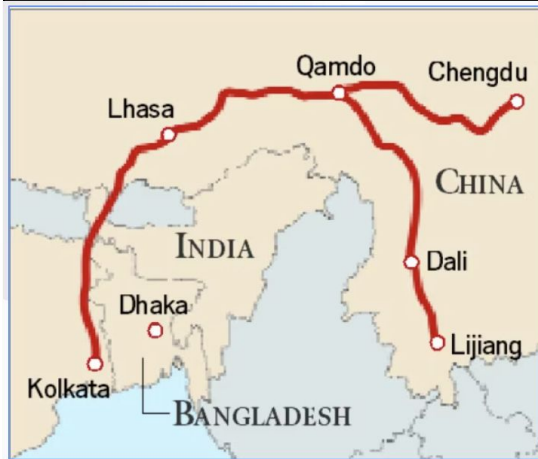 Qamdo
Chengdu
Lhasa
CHINA
INDIA
Dali
Dhaka
Lijiang
Kolkata
BANGLADESH